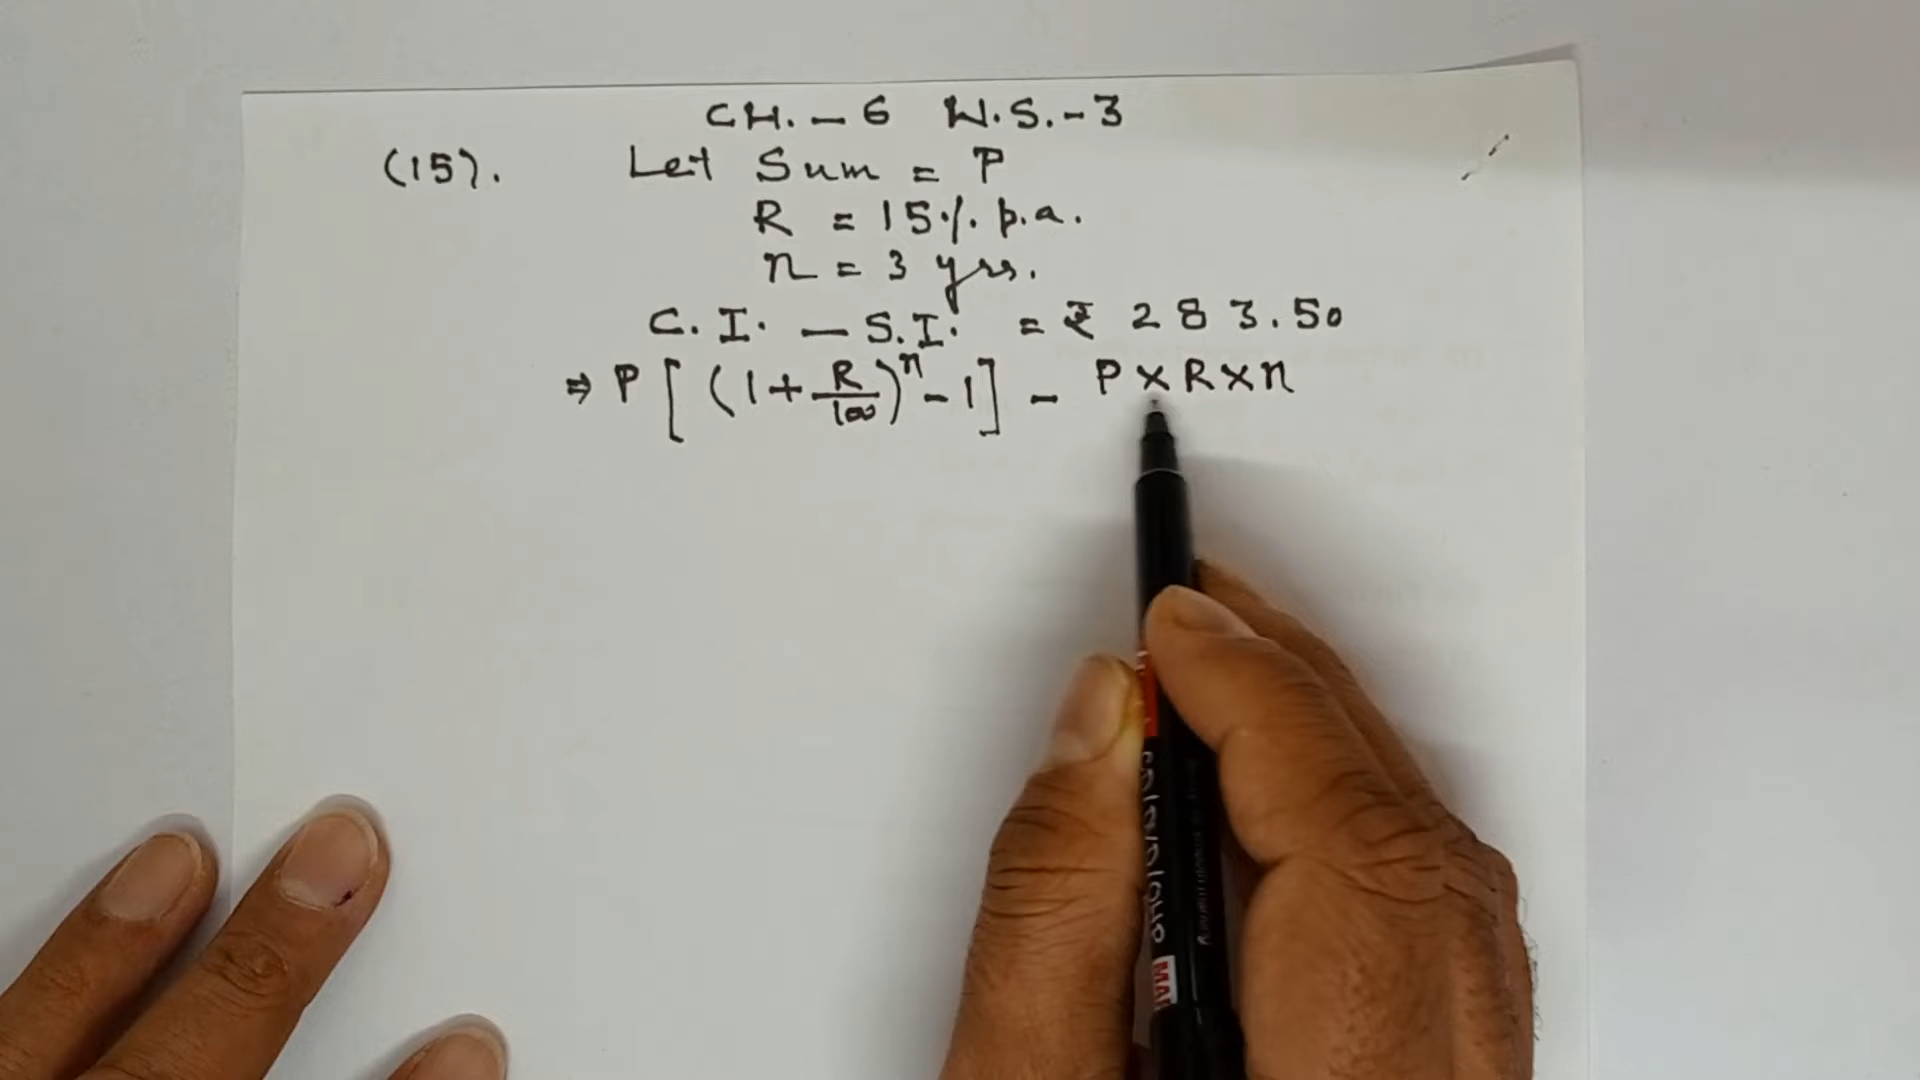 CH. - 6 W.S. - 3
(15). Let Sum = P
R = 15% p.a.
n = 3 yrs.
C.I. - S.I. = ₹ 283.50
⇒ P [ (1 + R/100)^n - 1 ] - P × R × n